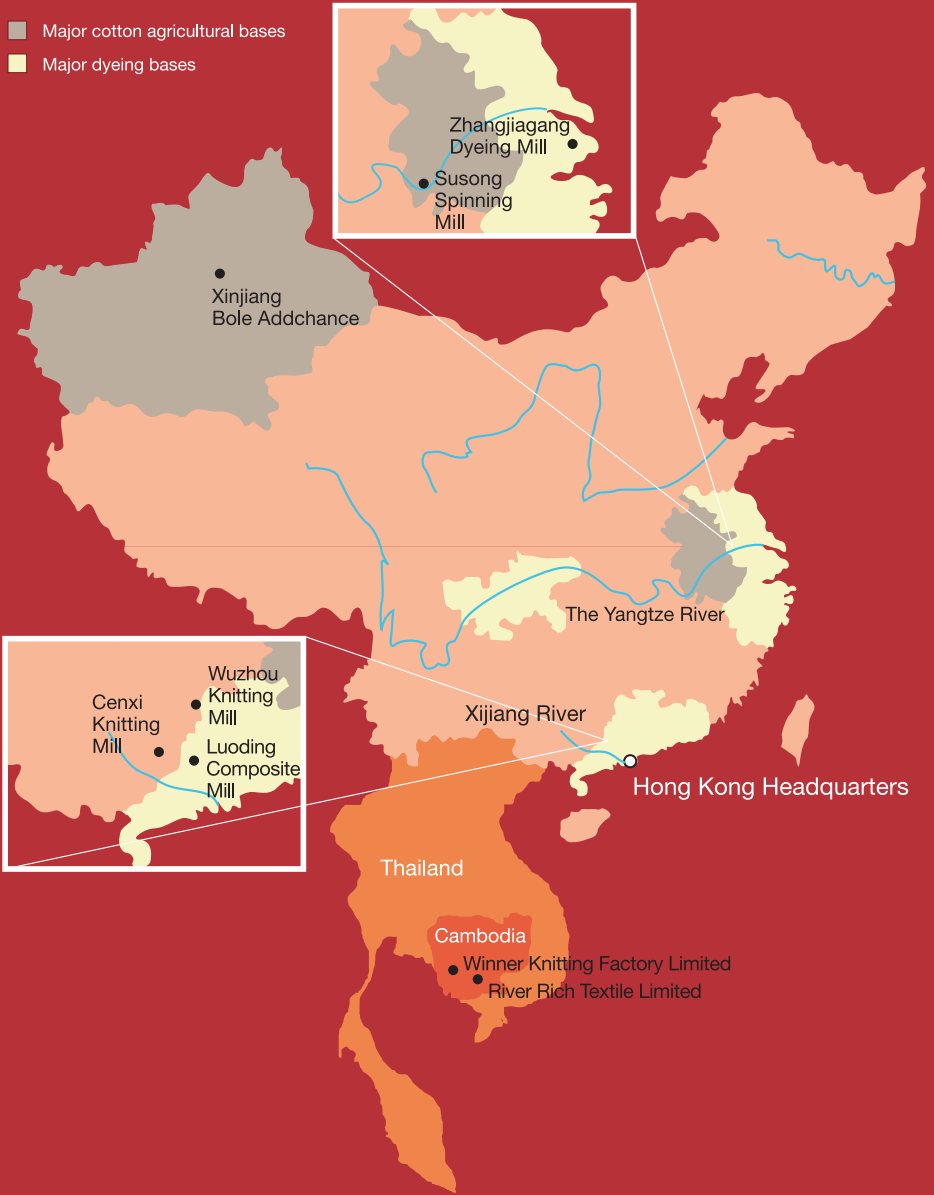 Major cotton agricultural bases
Major dyeing bases
Zhangjiagang
Dyeing Mill
Susong
Spinning
Mill
Xinjiang
Bole Addchance
The Yangtze River
Wuzhou
Knitting
Mill
Cenxi
Knitting
Mill
Luoding
Composite
Mill
Xijiang River
Hong Kong Headquarters
Thailand
Cambodia
Winner Knitting Factory Limited
River Rich Textile Limited